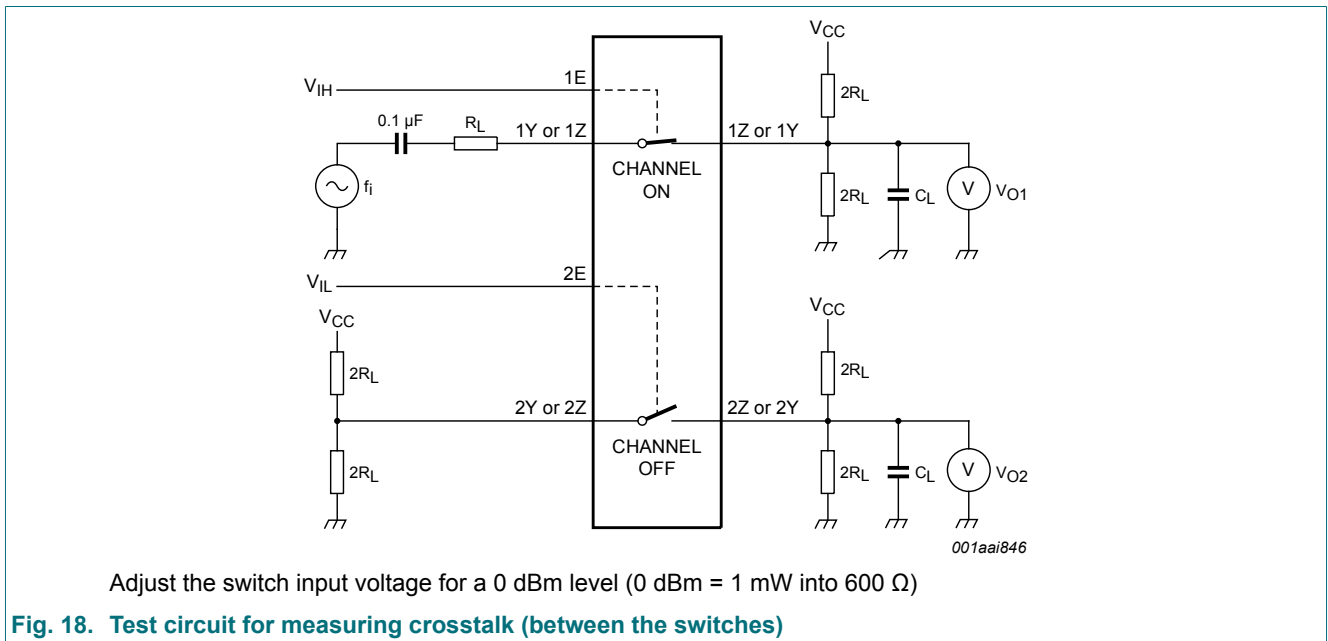 VCC
VIH
1E
2RL
0.1 µF
RL
1Y or 1Z
1Z or 1Y
CHANNEL
ON
fi
2RL
CL
V
VO1
VIL
2E
VCC
VCC
2RL
2RL
2Y or 2Z
2Z or 2Y
CHANNEL
OFF
2RL
2RL
CL
V
VO2
001aai846
Adjust the switch input voltage for a 0 dBm level (0 dBm = 1 mW into 600 Ω)
Fig. 18. Test circuit for measuring crosstalk (between the switches)